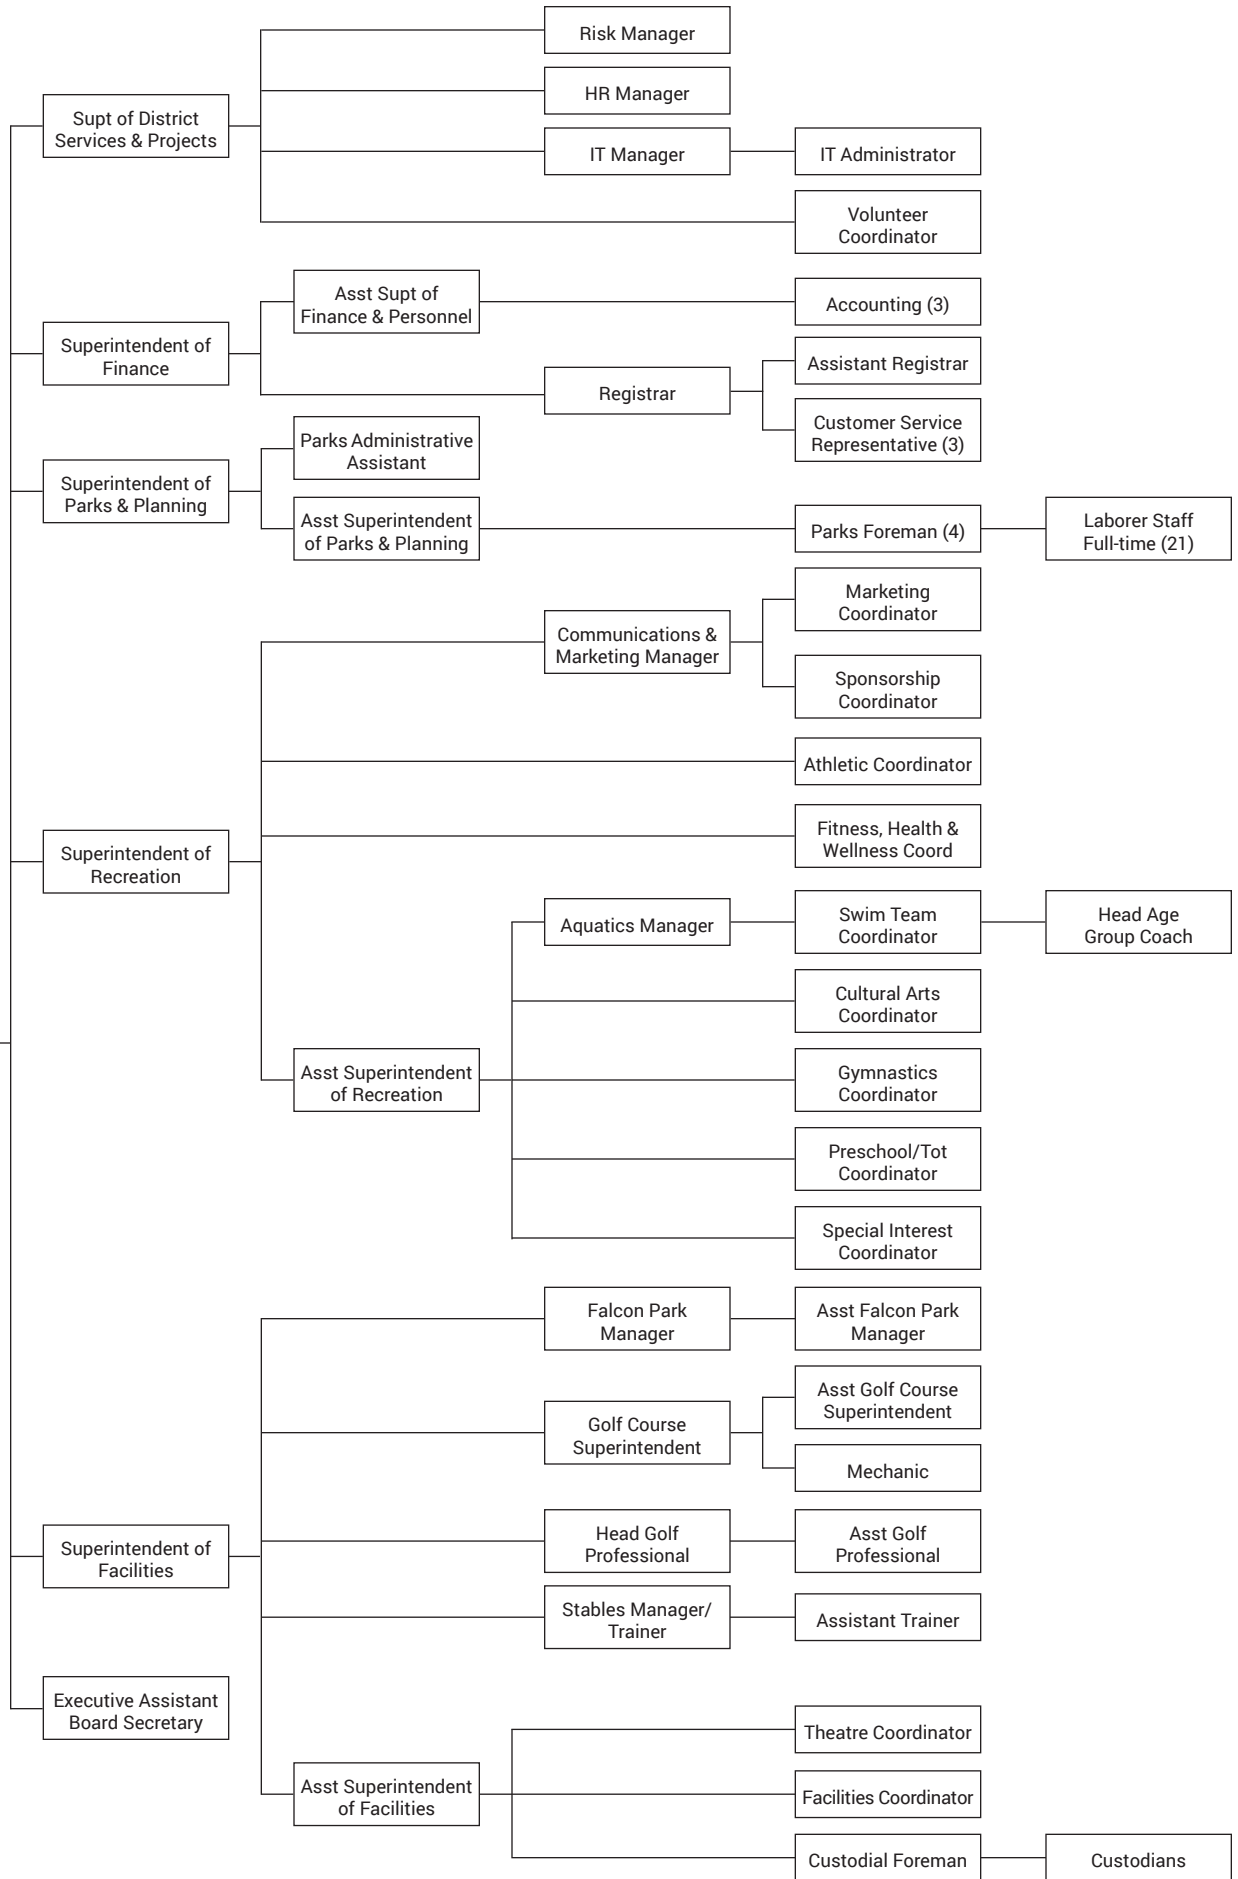 Risk Manager
HR Manager
Supt of District
Services & Projects
IT Manager
IT Administrator
Volunteer
Coordinator
Asst Supt of
Finance & Personnel
Accounting (3)
Superintendent of
Finance
Assistant Registrar
Registrar
Customer Service
Representative (3)
Parks Administrative
Assistant
Superintendent of
Parks & Planning
Asst Superintendent
of Parks & Planning
Parks Foreman (4)
Laborer Staff
Full-time (21)
Marketing
Coordinator
Communications &
Marketing Manager
Sponsorship
Coordinator
Athletic Coordinator
Fitness, Health &
Wellness Coord
Superintendent of
Recreation
Aquatics Manager
Swim Team
Coordinator
Head Age
Group Coach
Cultural Arts
Coordinator
Asst Superintendent
of Recreation
Gymnastics
Coordinator
Preschool/Tot
Coordinator
Special Interest
Coordinator
Falcon Park
Manager
Asst Falcon Park
Manager
Asst Golf Course
Superintendent
Golf Course
Superintendent
Mechanic
Superintendent of
Facilities
Head Golf
Professional
Asst Golf
Professional
Stables Manager/
Trainer
Assistant Trainer
Executive Assistant
Board Secretary
Theatre Coordinator
Asst Superintendent
of Facilities
Facilities Coordinator
Custodial Foreman
Custodians